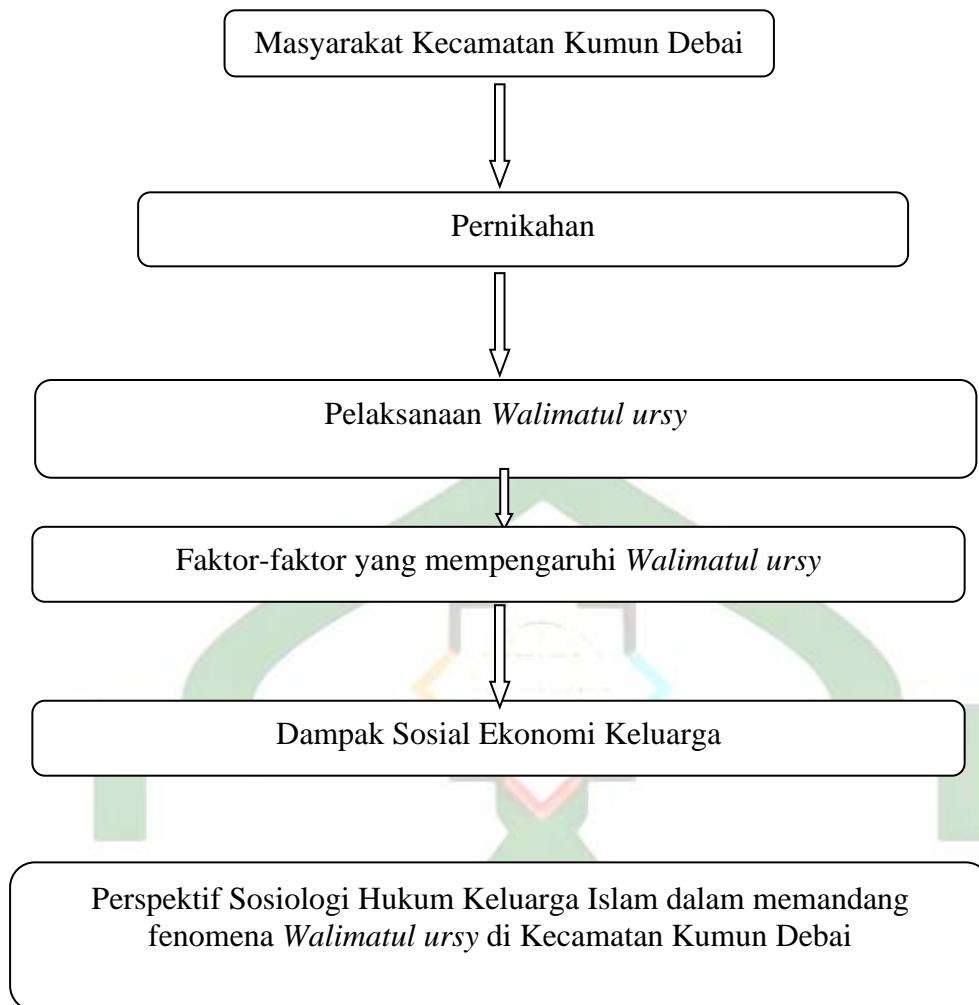 Masyarakat Kecamatan Kumun Debai
Pernikahan
Pelaksanaan Walimatul ursy
Faktor-faktor yang mempengaruhi Walimatul ursy
Dampak Sosial Ekonomi Keluarga
Perspektif Sosiologi Hukum Keluarga Islam dalam memandang
fenomena Walimatul ursy di Kecamatan Kumun Debai